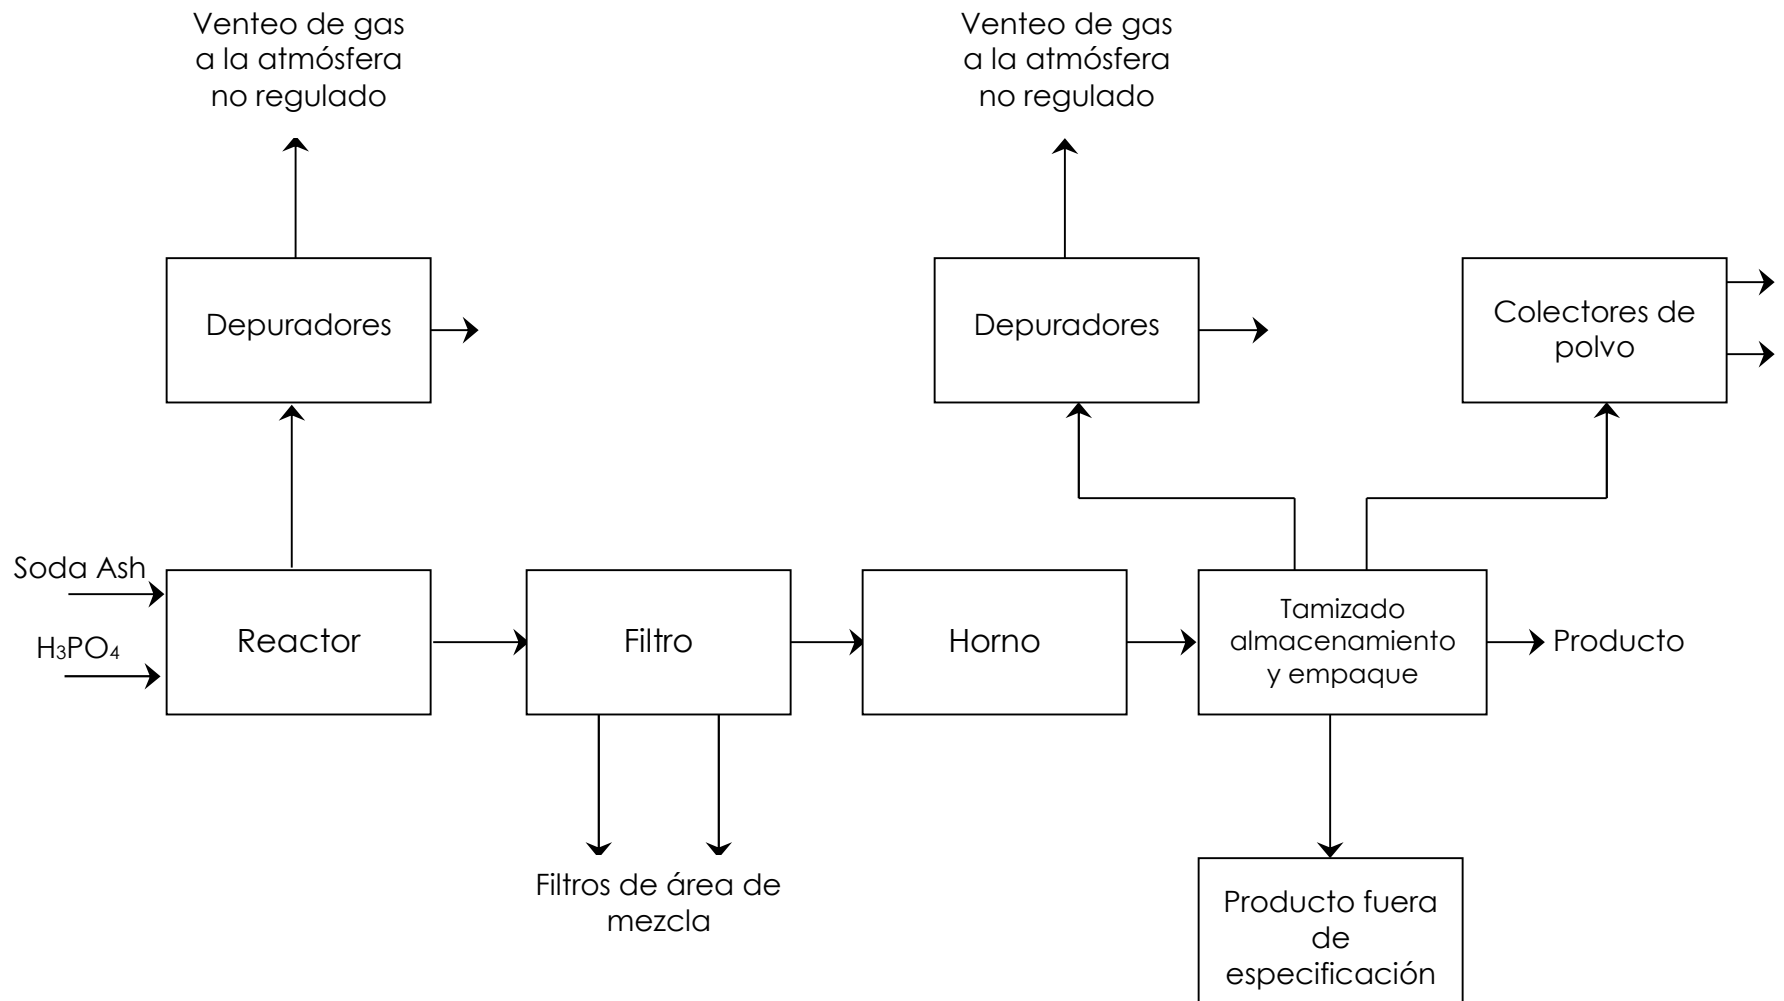 Venteo de gas
a la atmósfera
no regulado
Venteo de gas
a la atmósfera
no regulado
Depuradores
Depuradores
Colectores de
polvo
Soda Ash
H₃PO₄
Reactor
Filtro
Horno
Tamizado
almacenamiento
y empaque
Producto
Filtros de área de
mezcla
Producto fuera
de
especificación